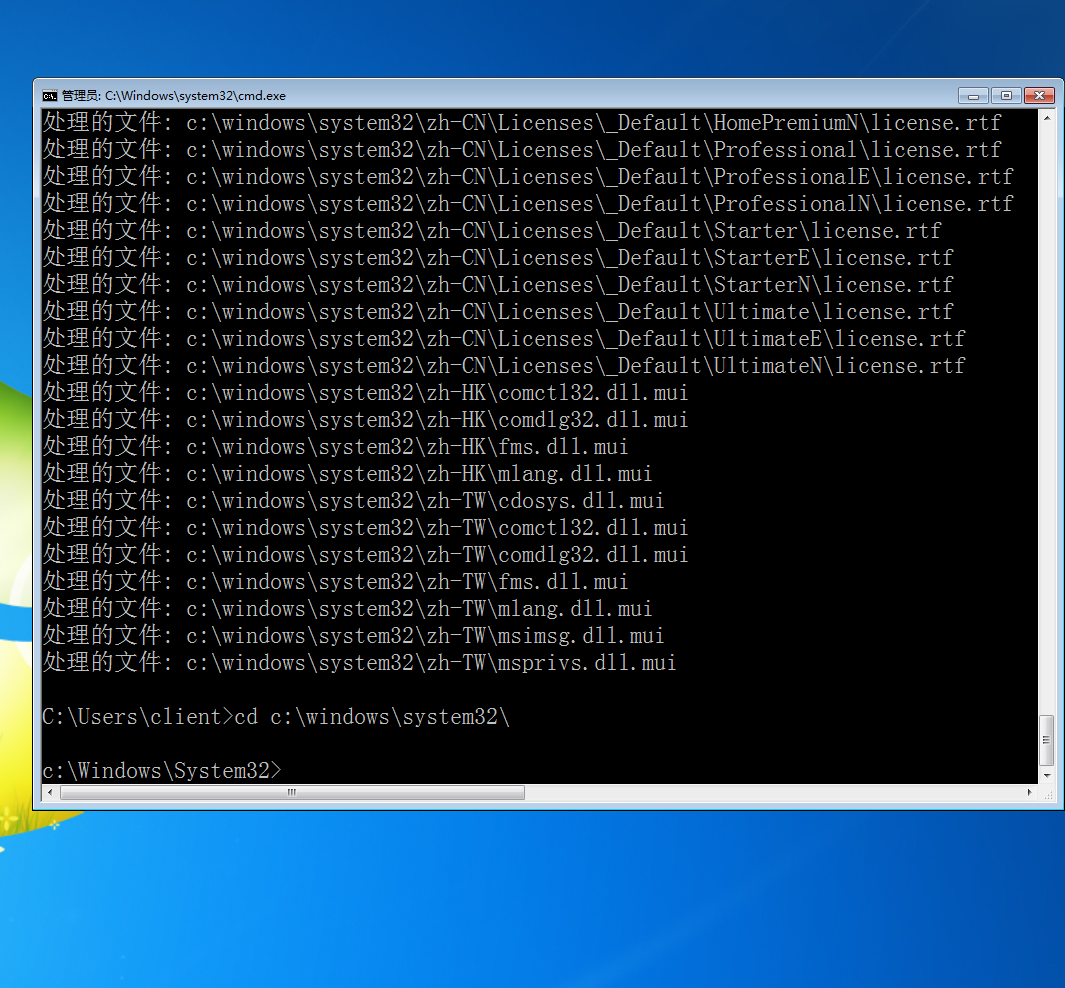 管理员: C:\Windows\system32\cmd.exe
处理的文件: c:\windows\system32\zh-CN\Licenses\_Default\HomePremiumN\license.rtf
处理的文件: c:\windows\system32\zh-CN\Licenses\_Default\Professional\license.rtf
处理的文件: c:\windows\system32\zh-CN\Licenses\_Default\ProfessionalE\license.rtf
处理的文件: c:\windows\system32\zh-CN\Licenses\_Default\ProfessionalN\license.rtf
处理的文件: c:\windows\system32\zh-CN\Licenses\_Default\Starter\license.rtf
处理的文件: c:\windows\system32\zh-CN\Licenses\_Default\StarterE\license.rtf
处理的文件: c:\windows\system32\zh-CN\Licenses\_Default\StarterN\license.rtf
处理的文件: c:\windows\system32\zh-CN\Licenses\_Default\Ultimate\license.rtf
处理的文件: c:\windows\system32\zh-CN\Licenses\_Default\UltimateE\license.rtf
处理的文件: c:\windows\system32\zh-CN\Licenses\_Default\UltimateN\license.rtf
处理的文件: c:\windows\system32\zh-HK\comctl32.dll.mui
处理的文件: c:\windows\system32\zh-HK\comdlg32.dll.mui
处理的文件: c:\windows\system32\zh-HK\fms.dll.mui
处理的文件: c:\windows\system32\zh-HK\mlang.dll.mui
处理的文件: c:\windows\system32\zh-TW\cdosys.dll.mui
处理的文件: c:\windows\system32\zh-TW\comctl32.dll.mui
处理的文件: c:\windows\system32\zh-TW\comdlg32.dll.mui
处理的文件: c:\windows\system32\zh-TW\fms.dll.mui
处理的文件: c:\windows\system32\zh-TW\mlang.dll.mui
处理的文件: c:\windows\system32\zh-TW\msimsg.dll.mui
处理的文件: c:\windows\system32\zh-TW\msprivs.dll.mui
C:\Users\client>cd c:\windows\system32\
c:\Windows\System32>